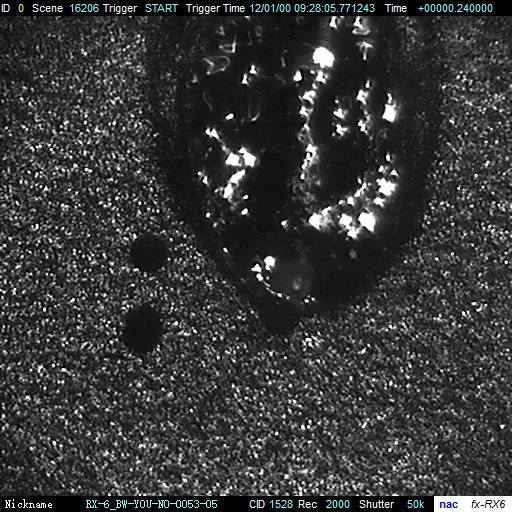 ID 0 Scene 16206 Trigger START Trigger Time 12/01/00 09:28:05.771243 Time +00000.240000
Nickname RX-6_BW-YOU-NO-0053-05 CID 1528 Rec 2000 Shutter 50k nac fx-RX6